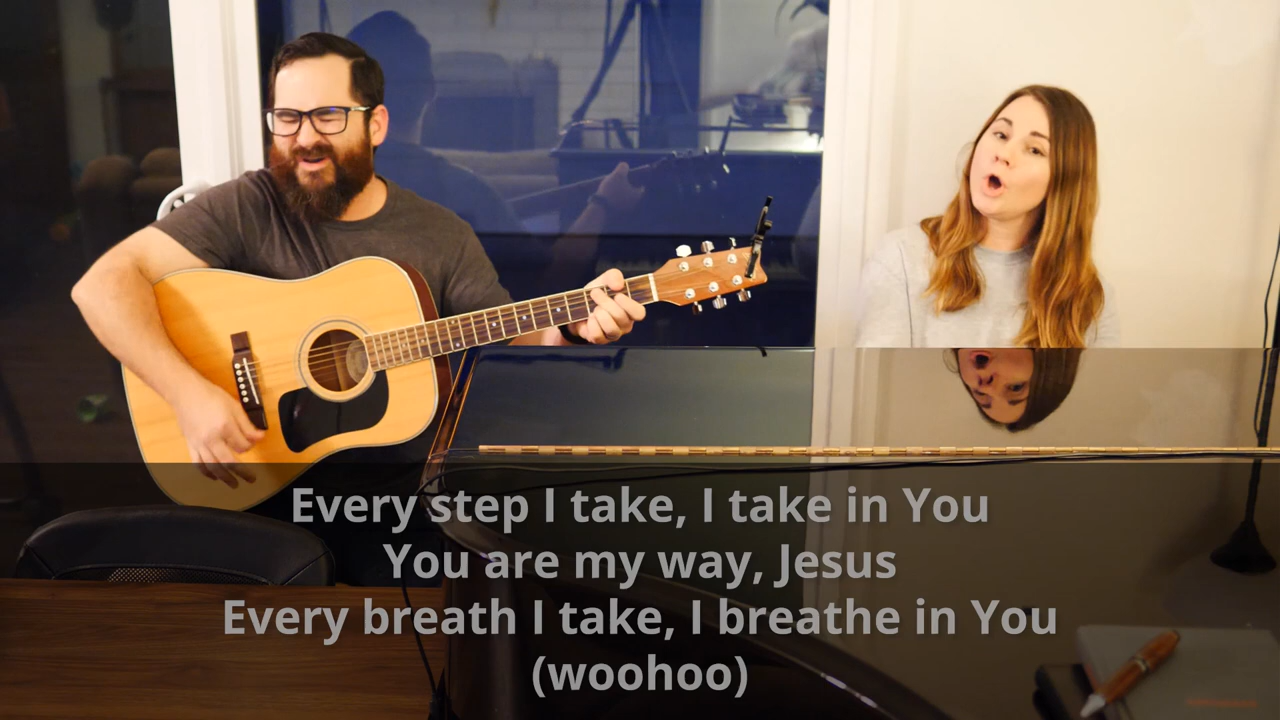 Every step I take, I take in You
You are my way, Jesus
Every breath I take, I breathe in You
(woohoo)